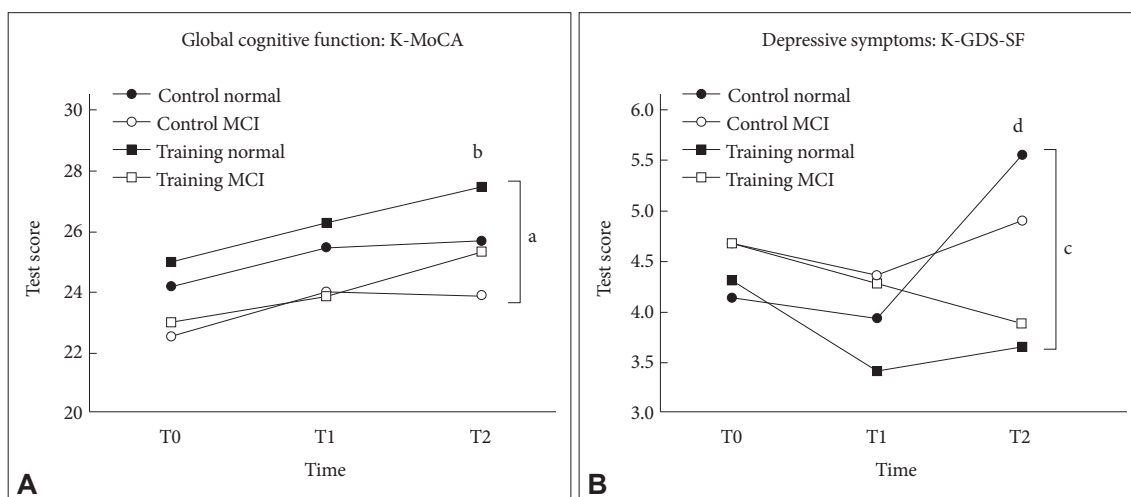 Global cognitive function: K-MoCA
Control normal
Control MCI
Training normal
Training MCI
30
28
26
24
22
20
Test score
b
a
T0 T1 T2
Time
A
Depressive symptoms: K-GDS-SF
Control normal
Control MCI
Training normal
Training MCI
6.0
5.5
5.0
4.5
4.0
3.5
3.0
Test score
d
c
T0 T1 T2
Time
B